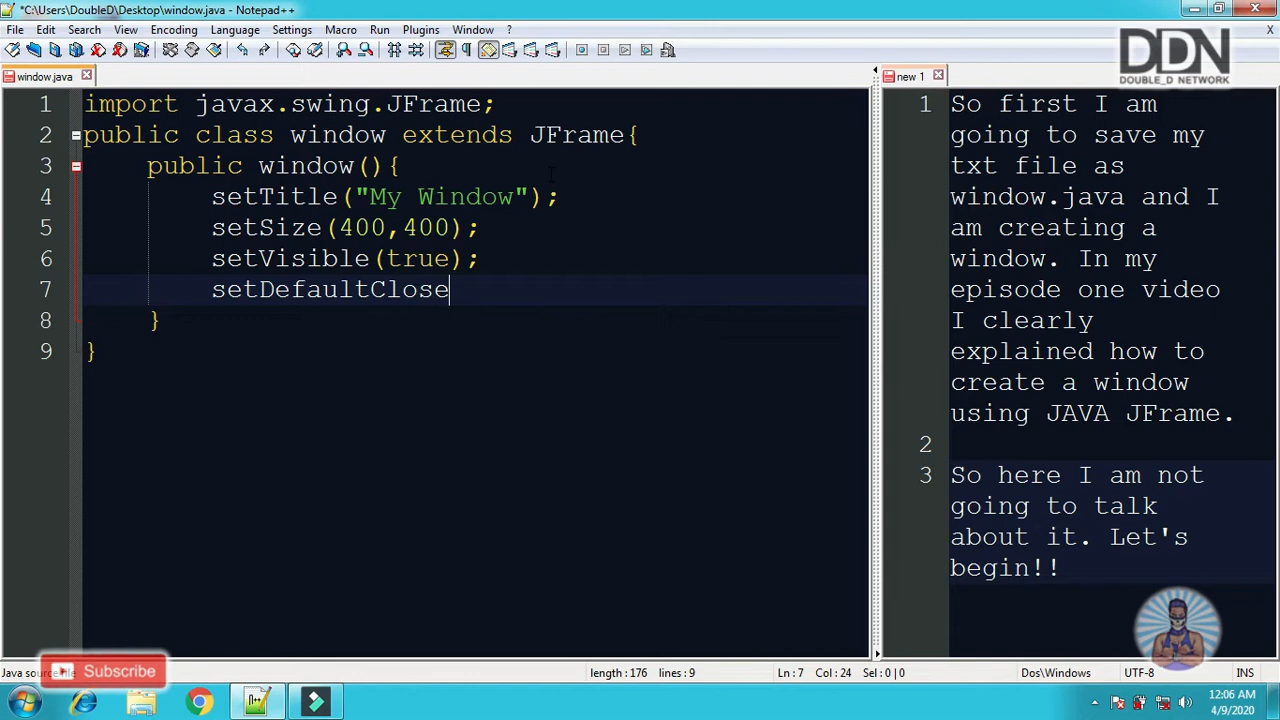 *C:\Users\DoubleD\Desktop\window.java - Notepad++
File Edit Search View Encoding Language Settings Macro Run Plugins Window ? X
window.java
1 import javax.swing.JFrame;
2 public class window extends JFrame{
3 public window(){
4 setTitle("My Window");
5 setSize(400,400);
6 setVisible(true);
7 setDefaultClose
8 }
9 }
DDN
DOUBLE_D NETWORK
new 1
1 So first I am
going to save my
txt file as
window.java and I
am creating a
window. In my
episode one video
I clearly
explained how to
create a window
using JAVA JFrame.
2
3 So here I am not
going to talk
about it. Let's
begin!!
Subscribe
Java source file length : 176 lines : 9 Ln : 7 Col : 24 Sel : 0 | 0 Dos\Windows UTF-8 INS
12:06 AM
4/9/2020